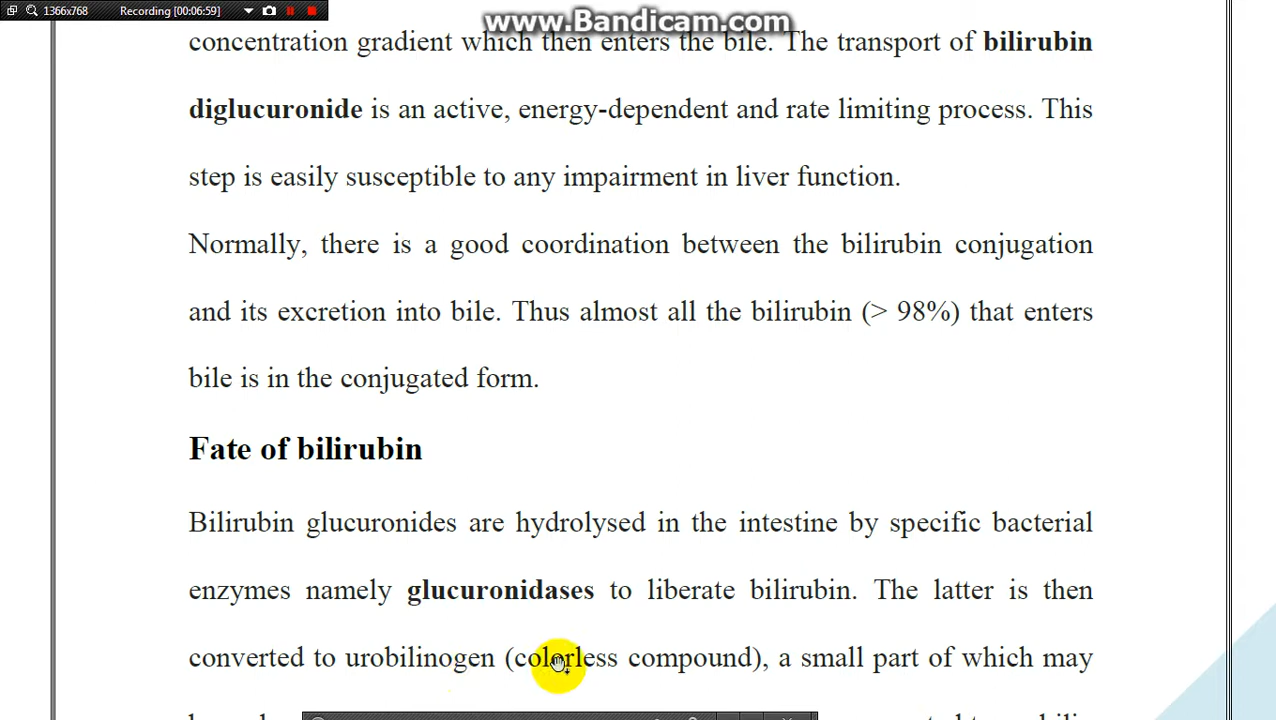 1366x768 Recording [00:06:59]
www.Bandicam.com
concentration gradient which then enters the bile. The transport of bilirubin
diglucuronide is an active, energy-dependent and rate limiting process. This
step is easily susceptible to any impairment in liver function.
Normally, there is a good coordination between the bilirubin conjugation
and its excretion into bile. Thus almost all the bilirubin (> 98%) that enters
bile is in the conjugated form.
Fate of bilirubin
Bilirubin glucuronides are hydrolysed in the intestine by specific bacterial
enzymes namely glucuronidases to liberate bilirubin. The latter is then
converted to urobilinogen (colorless compound), a small part of which may